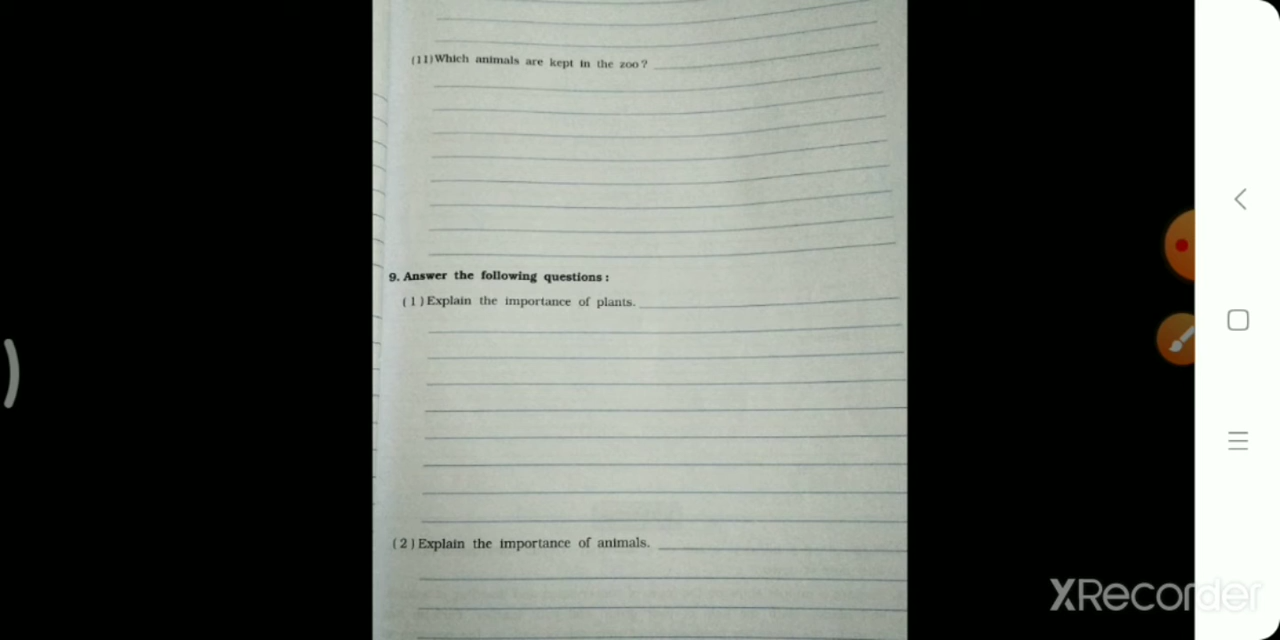 (11) Which animals are kept in the zoo?
9. Answer the following questions:
(1) Explain the importance of plants.
(2) Explain the importance of animals.
XRecorder